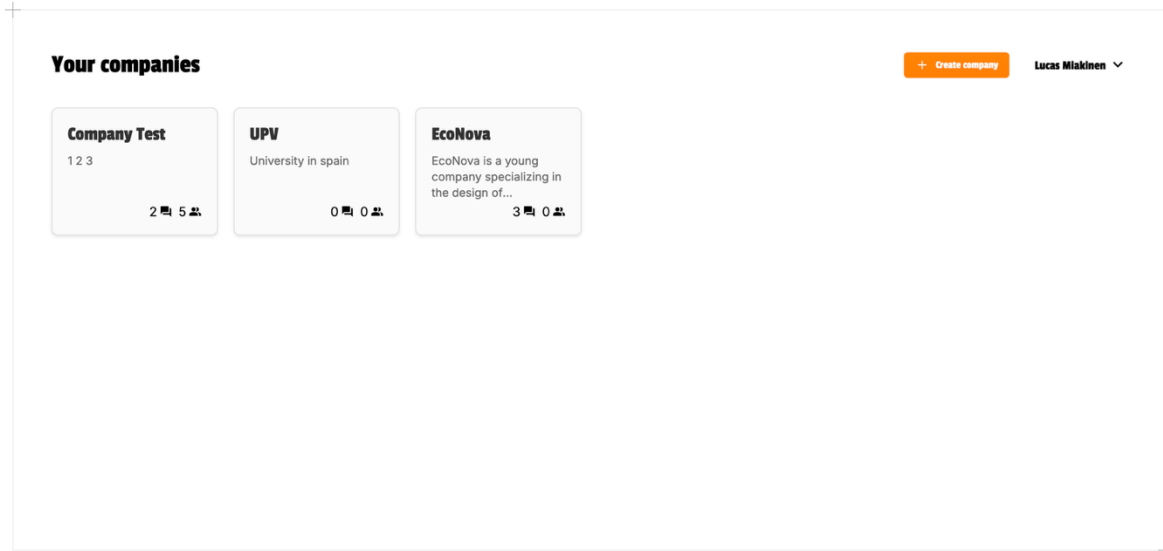 Your companies
+ Create company
Lucas Miakinen
Company Test
1 2 3
2 5
UPV
University in spain
0 0
EcoNova
EcoNova is a young
company specializing in
the design of...
3 0